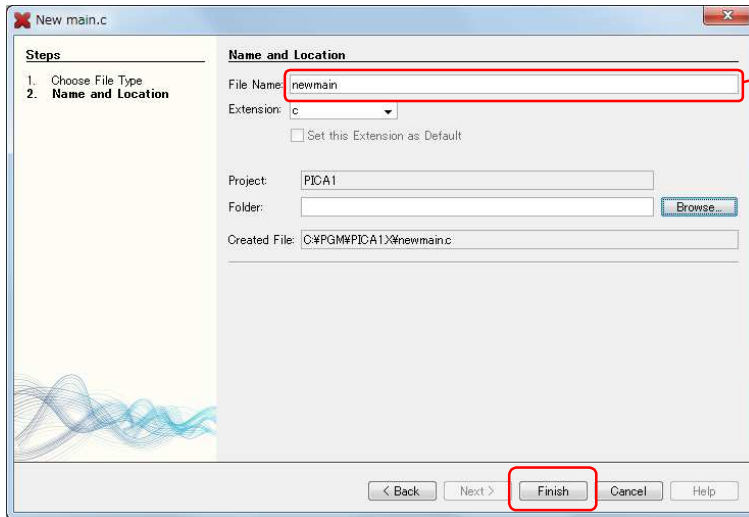 New main.c
Steps
1. Choose File Type
2. Name and Location
Name and Location
File Name: newmain
Extension: c
Set this Extension as Default
Project: PICA1
Folder:
Browse...
Created File: C:¥PGM¥PICA1.X¥newmain.c
< Back Next > Finish Cancel Help